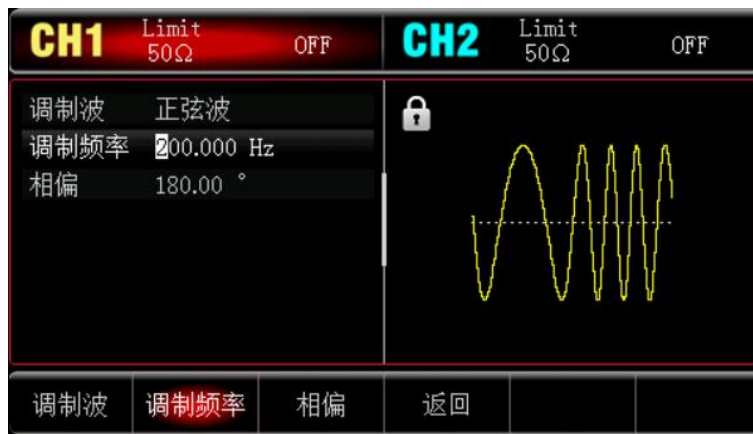 CH1 Limit 50Ω OFF CH2 Limit 50Ω OFF
调制波 正弦波
调制频率 200.000 Hz
相偏 180.00 °
调制波 调制频率 相偏 返回